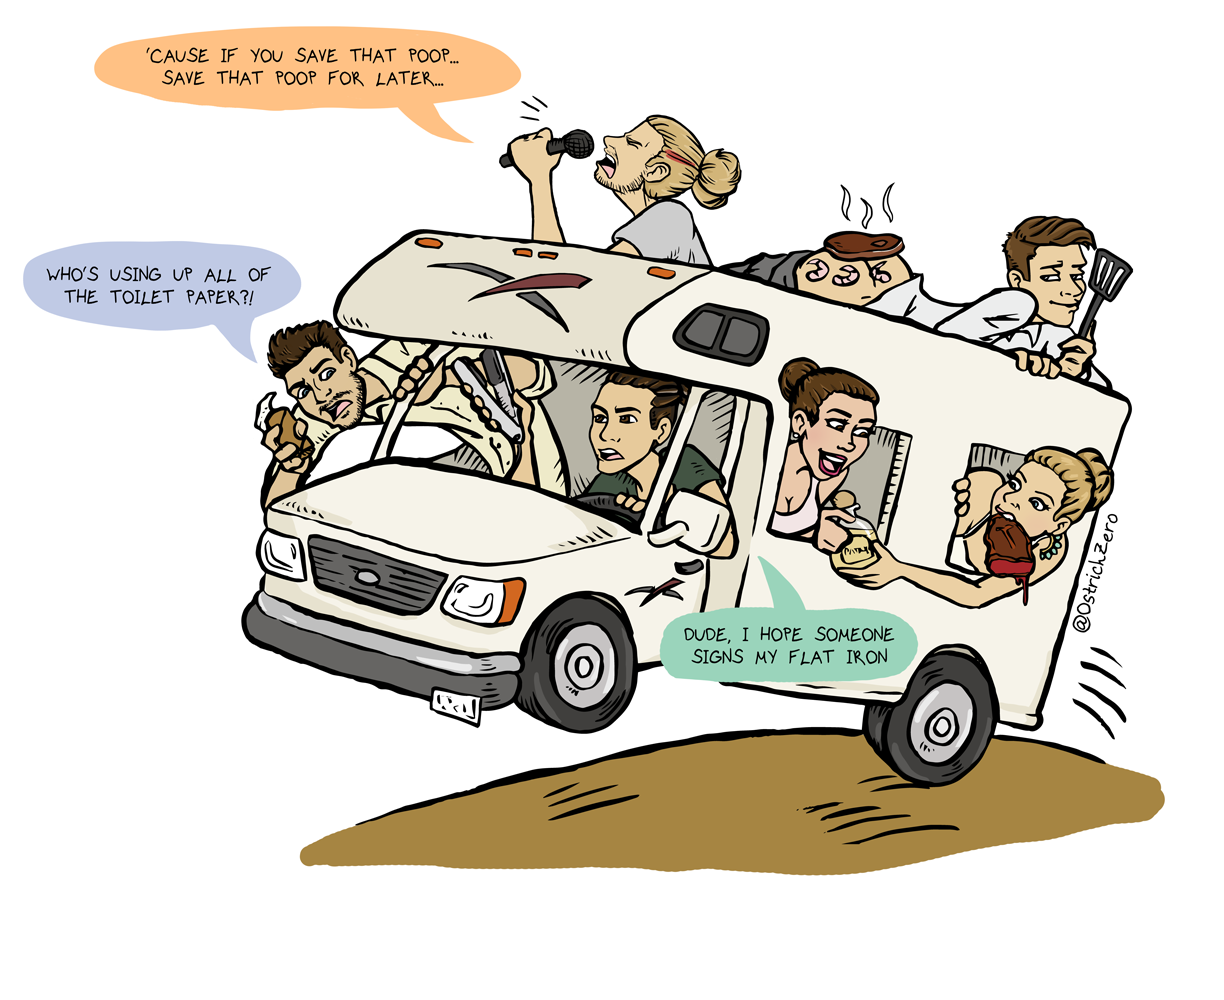 'CAUSE IF YOU SAVE THAT POOP...
SAVE THAT POOP FOR LATER...
WHO'S USING UP ALL OF
THE TOILET PAPER?!
DUDE, I HOPE SOMEONE
SIGNS MY FLAT IRON
@OstrichZero